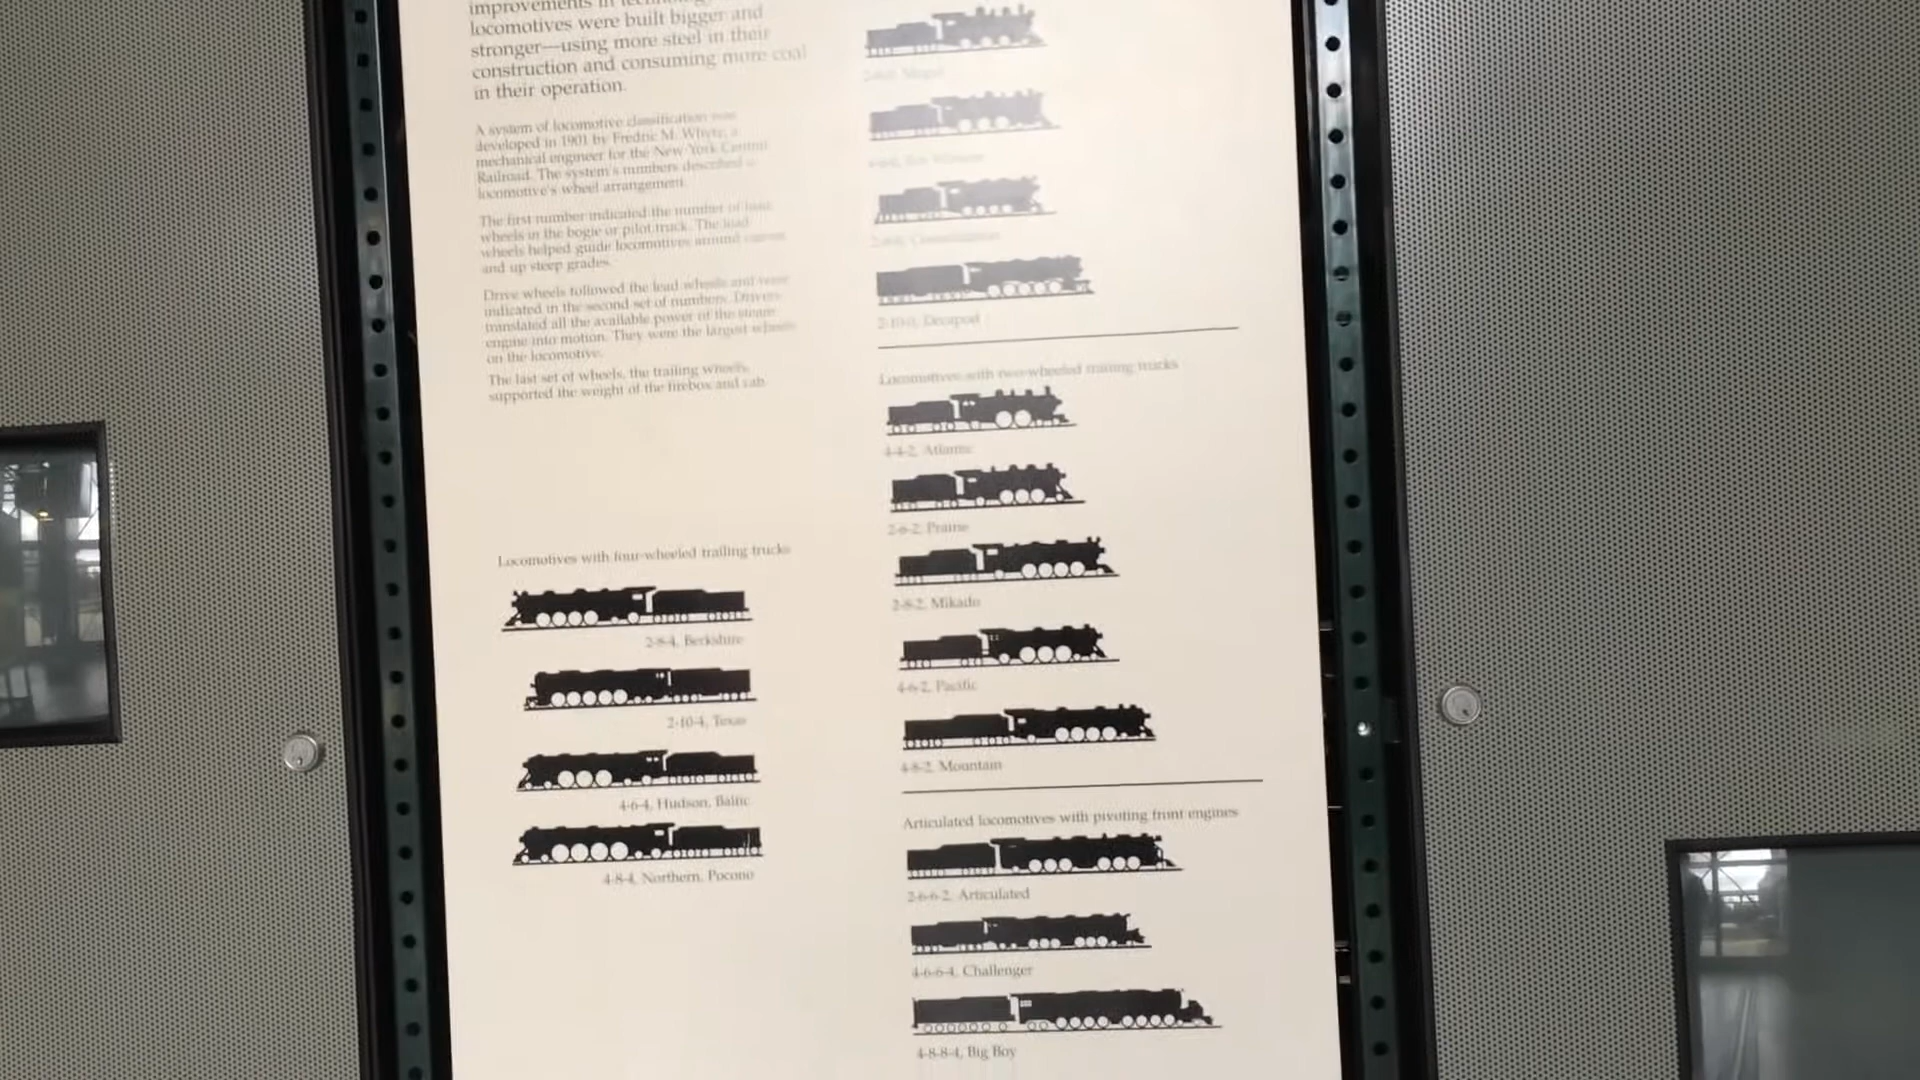 improvements in
locomotives were built bigger and
stronger—using more steel in their
construction and consuming more coal
in their operation.
A system of locomotive classification was
developed in 1901 by Fredric M. Whyte, a
mechanical engineer for the New York Central
Railroad. The system's numbers described a
locomotive's wheel arrangement.
The first number indicated the number of lead
wheels in the bogie or pilot truck. The lead
wheels helped guide locomotives around curves
and up steep grades.
Drive wheels followed the lead wheels and were
indicated in the second set of numbers. Drivers
translated all the available power of the steam
engine into motion. They were the largest wheels
on the locomotive.
The last set of wheels, the trailing wheels,
supported the weight of the firebox and cab.
Locomotives with four-wheeled trailing trucks
2-8-4, Berkshire
2-10-4, Texas
4-6-4, Hudson, Baltic
4-8-4, Northern, Pocono
Mogul
Consolidation
2-10-0, Decapod
Locomotives with two-wheeled trailing trucks
4-4-2, Atlantic
2-6-2, Prairie
2-8-2, Mikado
4-6-2, Pacific
4-8-2, Mountain
Articulated locomotives with pivoting front engines
2-6-6-2, Articulated
4-6-6-4, Challenger
4-8-8-4, Big Boy